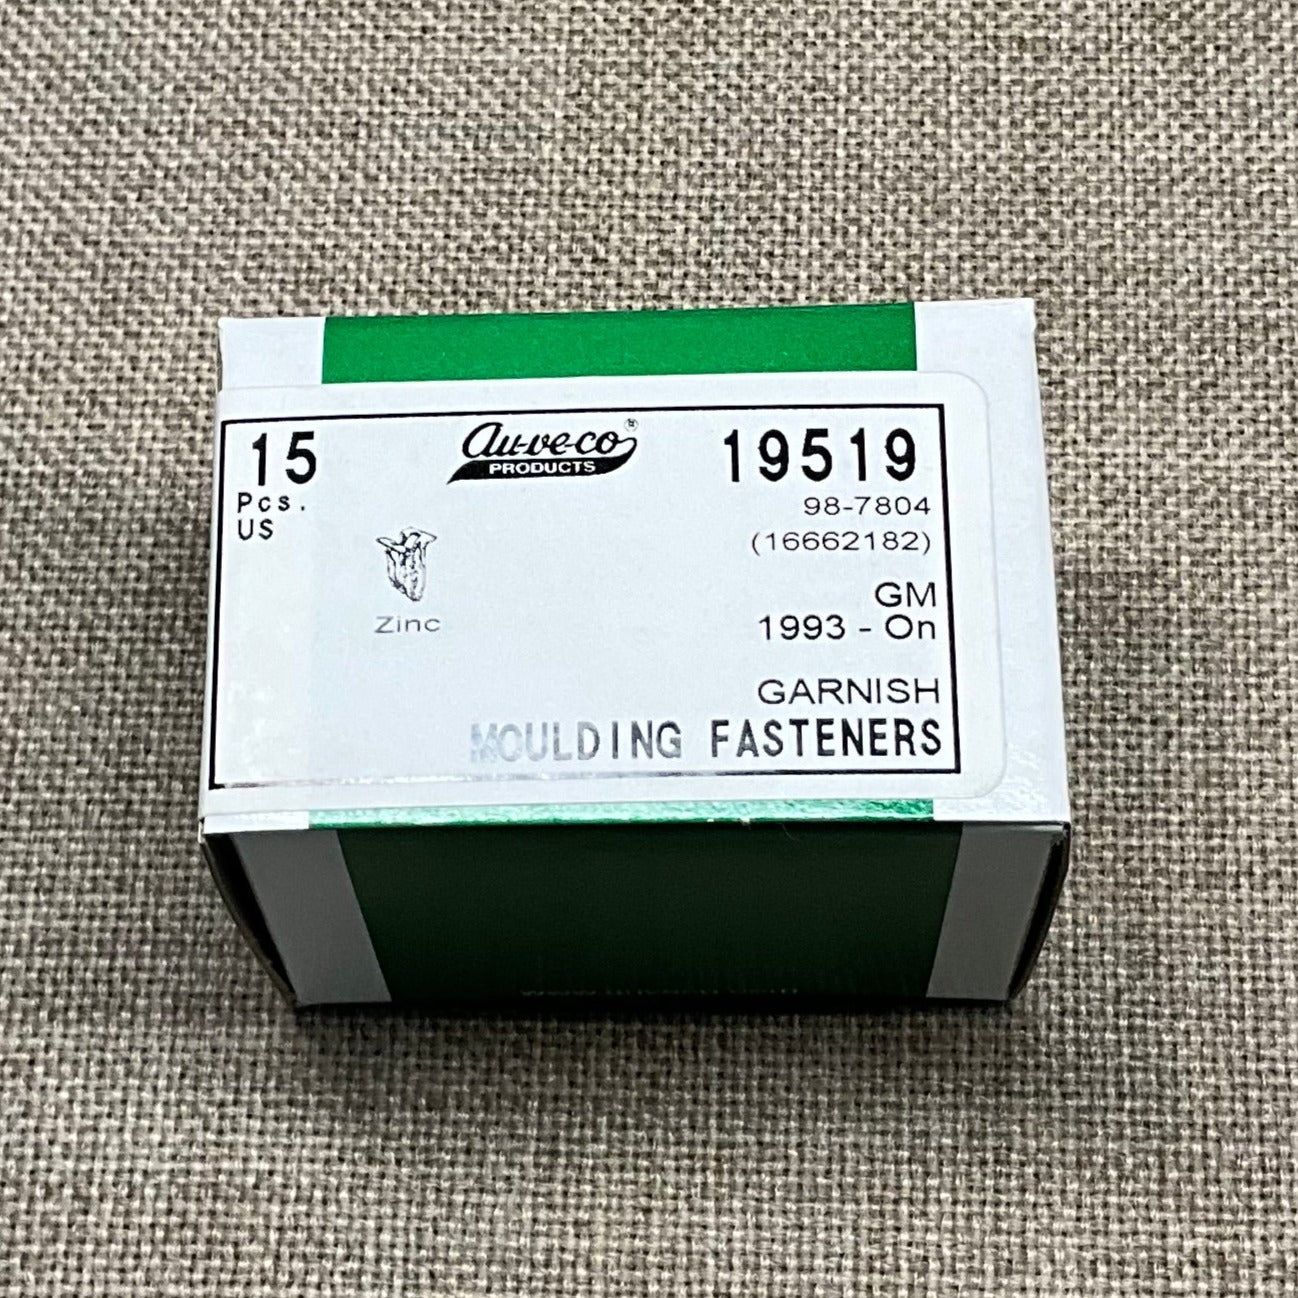 15
Pcs.
US
au-ve-co®
PRODUCTS
19519
98-7804
(16662182)
Zinc
GM
1993 - On
GARNISH
MOULDING FASTENERS